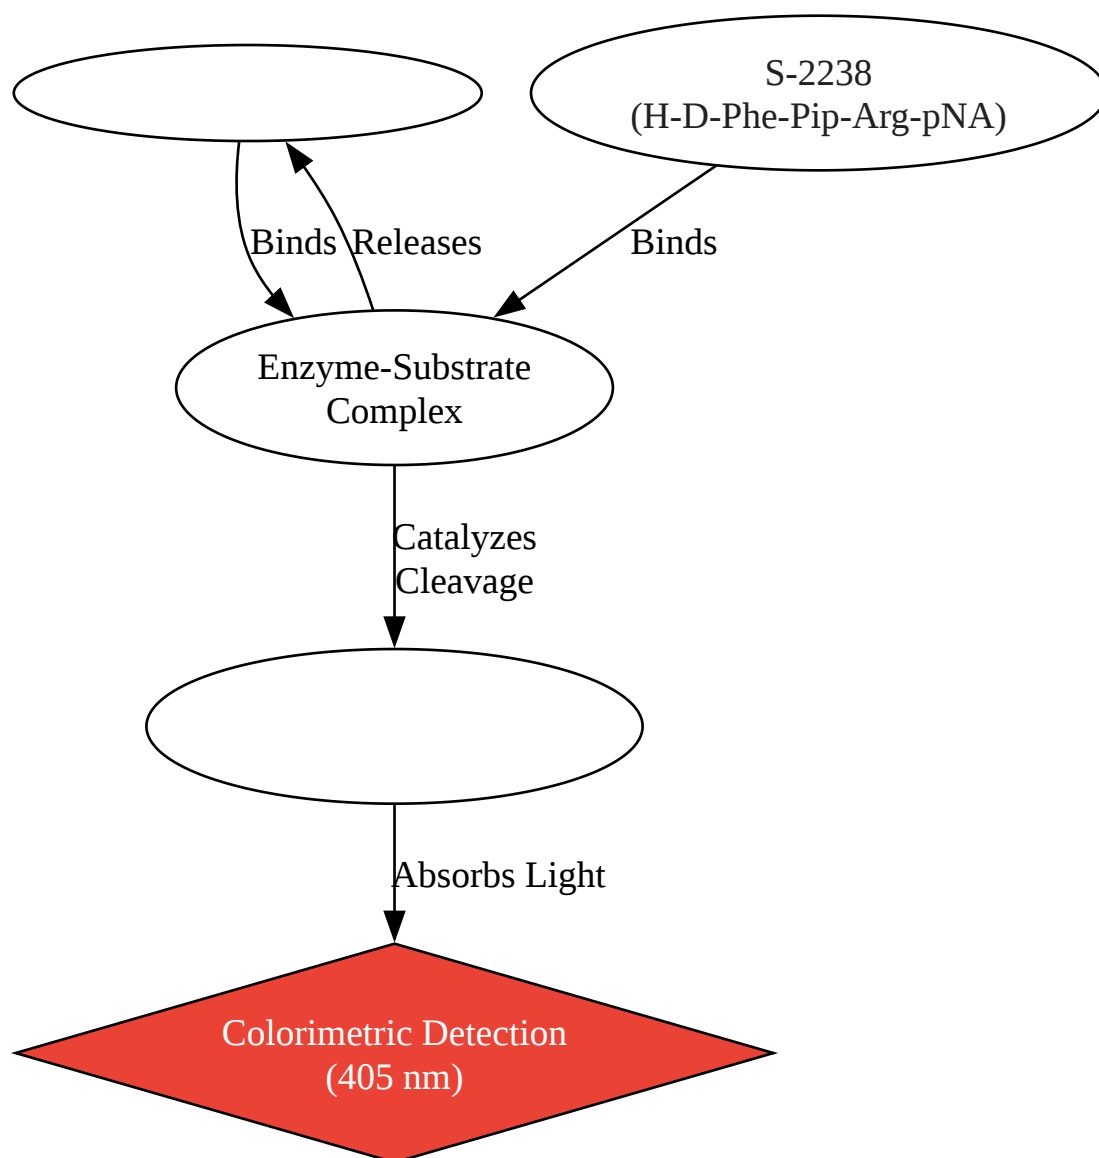 S-2238
(H-D-Phe-Pip-Arg-pNA)
Binds
Releases
Binds
Enzyme-Substrate
Complex
Catalyzes
Cleavage
Absorbs Light
Colorimetric Detection
(405 nm)